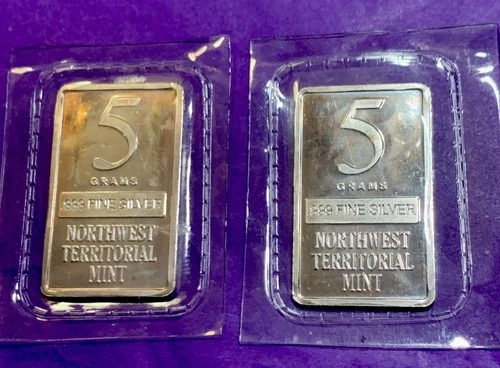 5
GRAMS
999 FINE SILVER
NORTHWEST
TERRITORIAL
MINT
5
GRAMS
999 FINE SILVER
NORTHWEST
TERRITORIAL
MINT